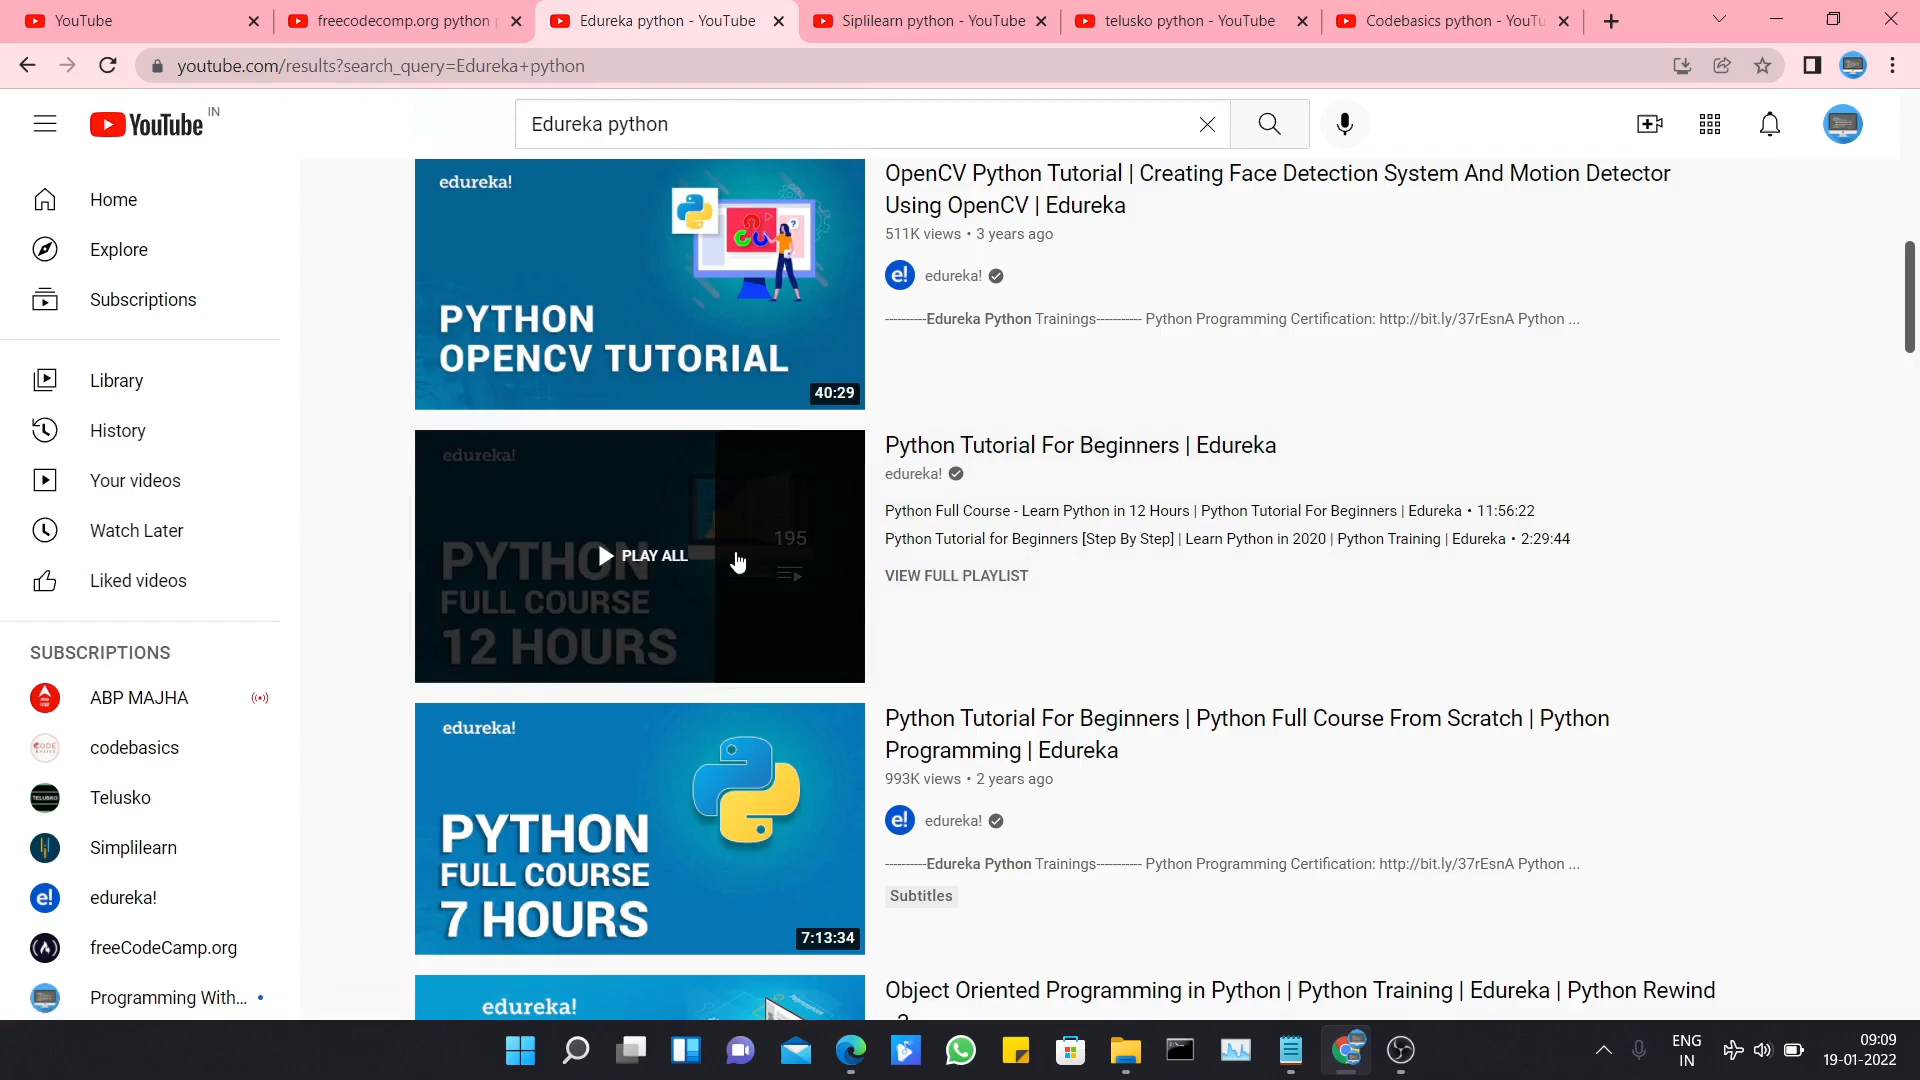 YouTube
freecodecomp.org python
Edureka python - YouTube
Siplilearn python - YouTube
telusko python - YouTube
Codebasics python - YouTu
youtube.com/results?search_query=Edureka+python
YouTube IN
Edureka python
Home
Explore
Subscriptions
Library
History
Your videos
Watch Later
Liked videos
SUBSCRIPTIONS
ABP MAJHA
codebasics
Telusko
Simplilearn
edureka!
freeCodeCamp.org
Programming With...
edureka!
PYTHON
OPENCV TUTORIAL
40:29
OpenCV Python Tutorial | Creating Face Detection System And Motion Detector
Using OpenCV | Edureka
511K views • 3 years ago
e! edureka!
----------Edureka Python Trainings----------- Python Programming Certification: http://bit.ly/37rEsnA Python ...
edureka!
PYTHON
FULL COURSE
12 HOURS
PLAY ALL
195
Python Tutorial For Beginners | Edureka
edureka!
Python Full Course - Learn Python in 12 Hours | Python Tutorial For Beginners | Edureka • 11:56:22
Python Tutorial for Beginners [Step By Step] | Learn Python in 2020 | Python Training | Edureka • 2:29:44
VIEW FULL PLAYLIST
edureka!
PYTHON
FULL COURSE
7 HOURS
7:13:34
Python Tutorial For Beginners | Python Full Course From Scratch | Python
Programming | Edureka
993K views • 2 years ago
e! edureka!
----------Edureka Python Trainings----------- Python Programming Certification: http://bit.ly/37rEsnA Python ...
Subtitles
edureka!
Object Oriented Programming in Python | Python Training | Edureka | Python Rewind
ENG
IN
09:09
19-01-2022